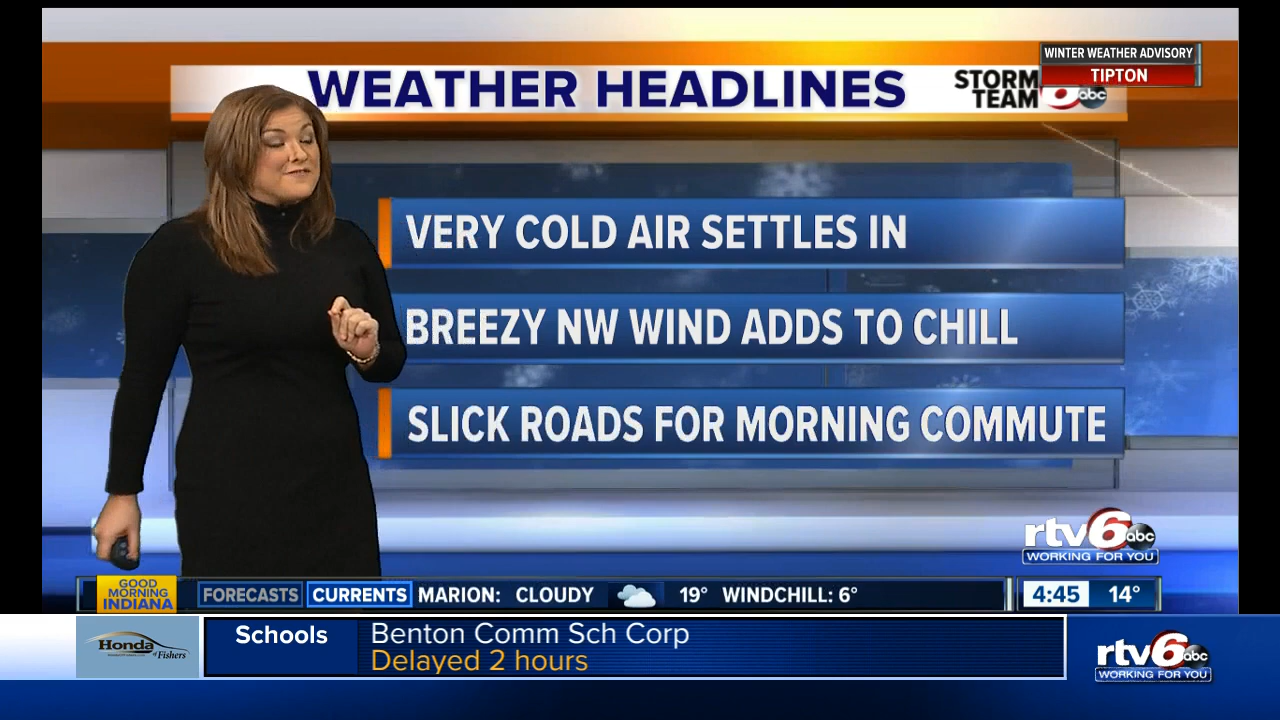 WINTER WEATHER ADVISORY
TIPTON
WEATHER HEADLINES
STORM
TEAM 6 abc
VERY COLD AIR SETTLES IN
BREEZY NW WIND ADDS TO CHILL
SLICK ROADS FOR MORNING COMMUTE
rtv6 abc
WORKING FOR YOU
GOOD
MORNING
INDIANA
FORECASTS CURRENTS MARION: CLOUDY 19° WINDCHILL: 6° 4:45 14°
Honda
of Fishers
Schools
Benton Comm Sch Corp
Delayed 2 hours
rtv6 abc
WORKING FOR YOU